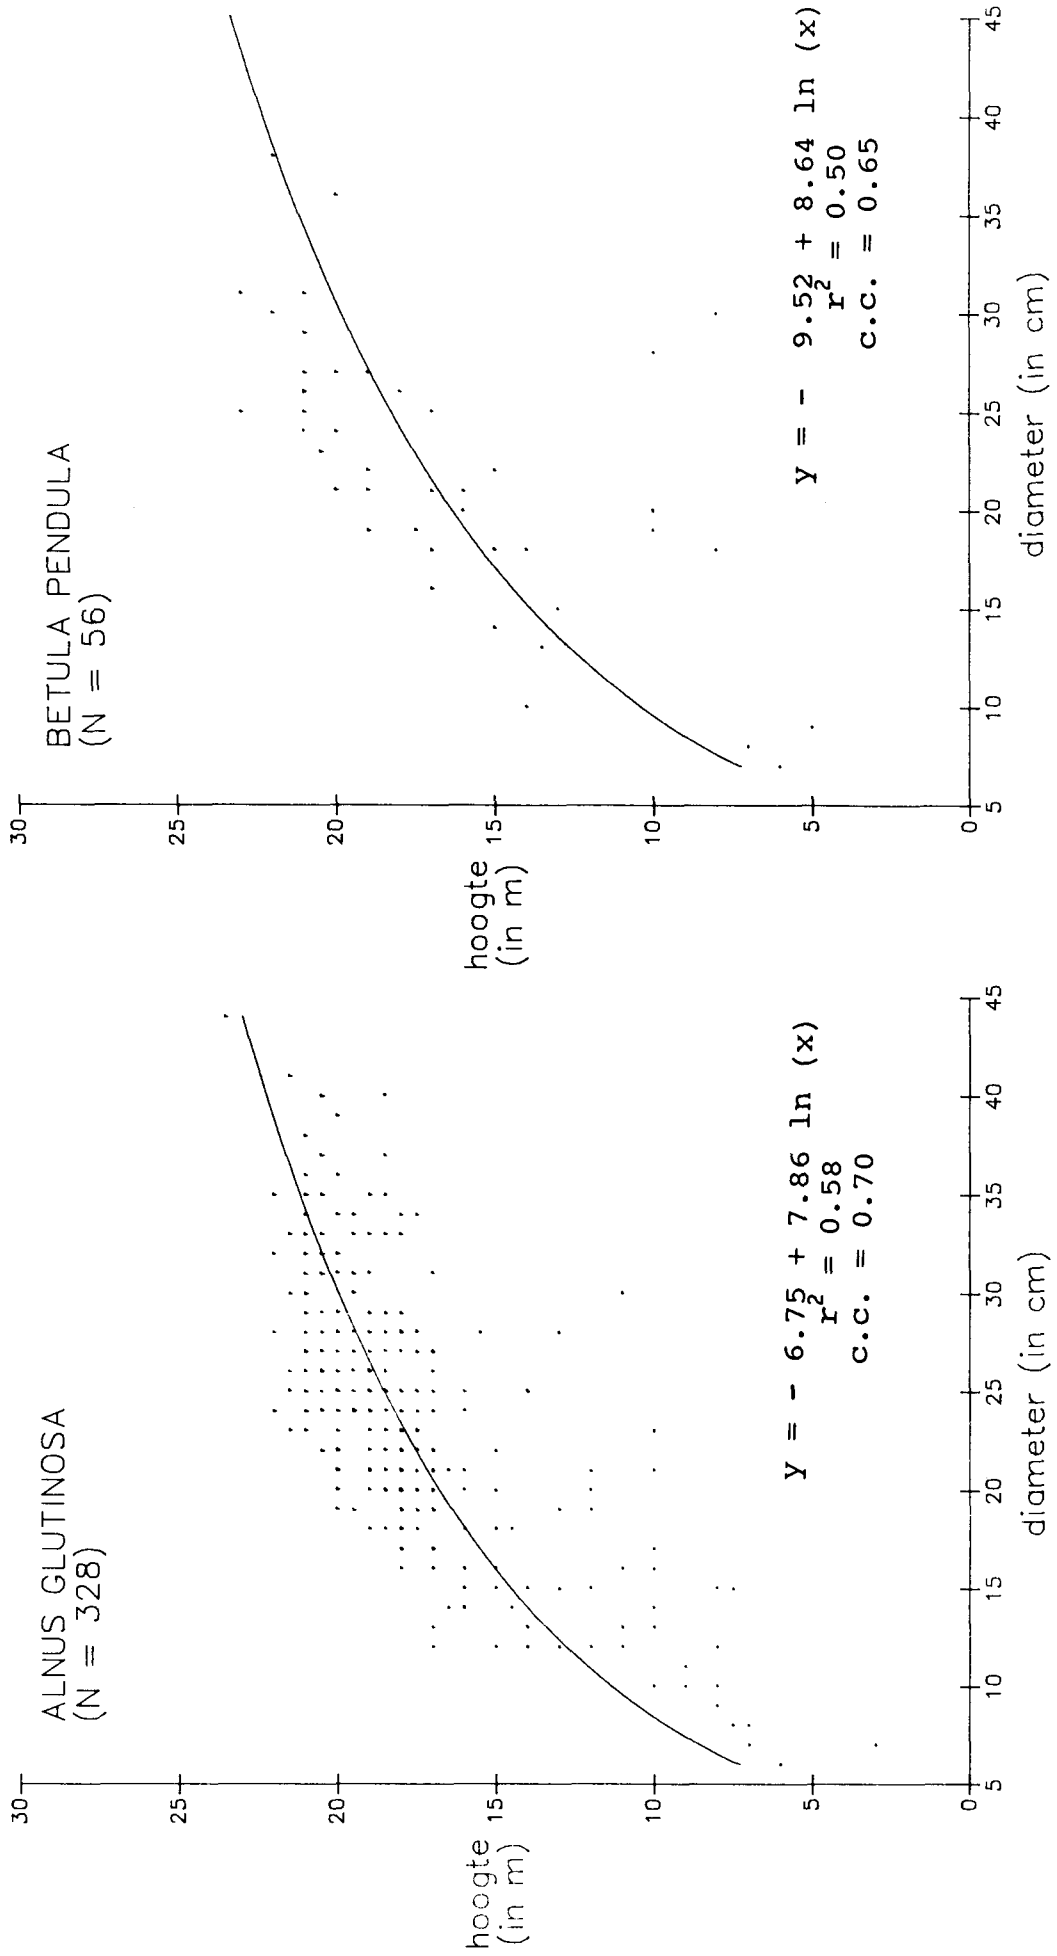 ALNUS GLUTINOSA
(N = 328)
30
25
20
15
10
5
0
hoogte
(in m)
5
10
15
20
25
30
35
40
45
diameter (in cm)
y = - 6.75 + 7.86 ln (x)
r² = 0.58
c.c. = 0.70
BETULA PENDULA
(N = 56)
30
25
20
15
10
5
0
hoogte
(in m)
5
10
15
20
25
30
35
40
45
diameter (in cm)
y = - 9.52 + 8.64 ln (x)
r² = 0.50
c.c. = 0.65